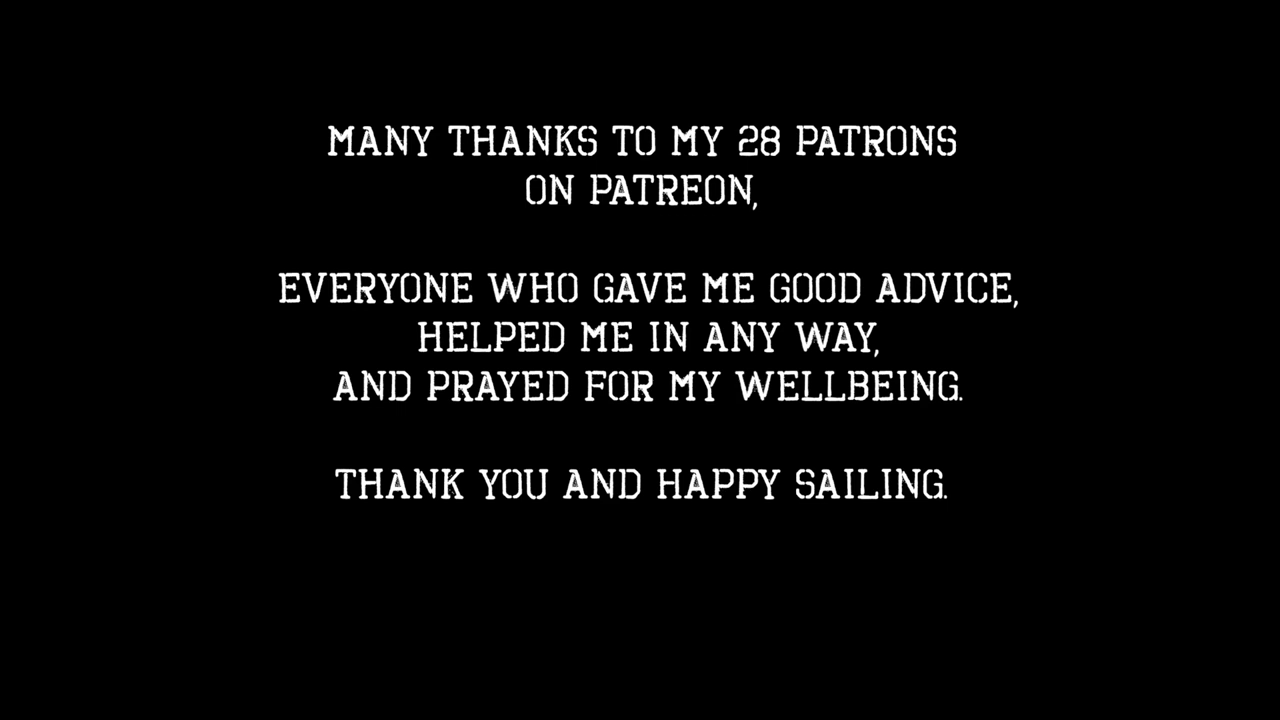 MANY THANKS TO MY 28 PATRONS
ON PATREON,
EVERYONE WHO GAVE ME GOOD ADVICE,
HELPED ME IN ANY WAY,
AND PRAYED FOR MY WELLBEING.
THANK YOU AND HAPPY SAILING.